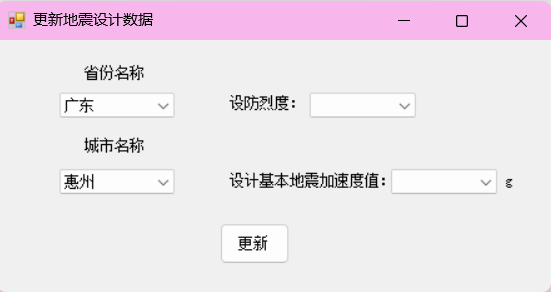 更新地震设计数据
省份名称
广东
设防烈度：
城市名称
惠州
设计基本地震加速度值： g
更新